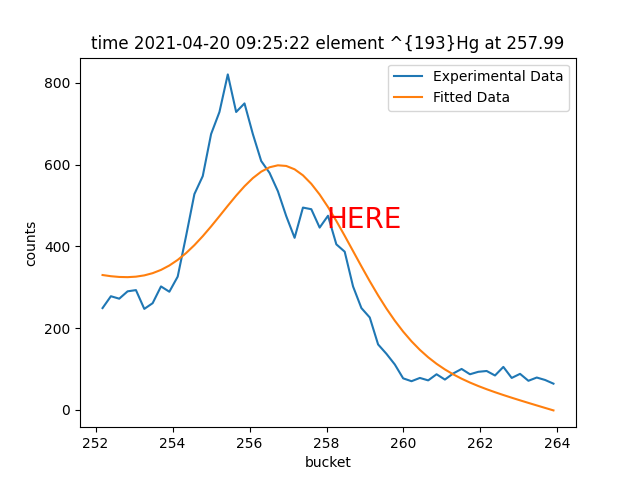 time 2021-04-20 09:25:22 element ^{193}Hg at 257.99
Experimental Data
Fitted Data
HERE
counts
800
600
400
200
0
252 254 256 258 260 262 264
bucket